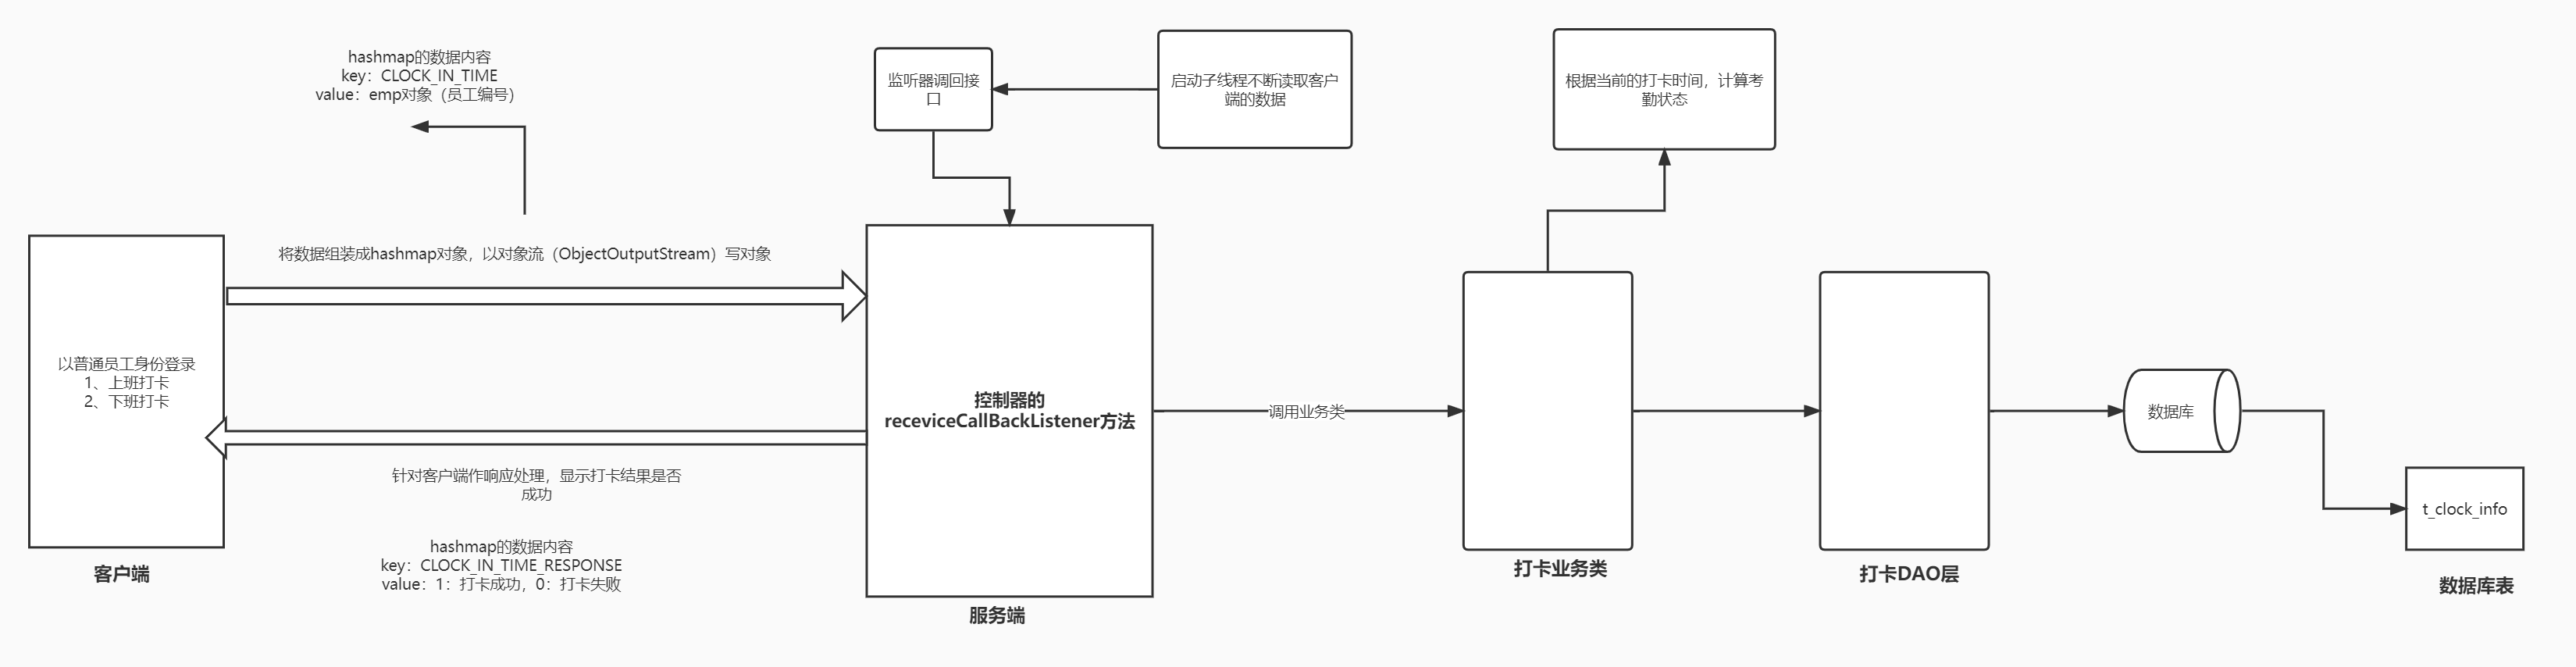 hashmap的数据内容
key：CLOCK_IN_TIME
value：emp对象（员工编号）
监听器调回接
口
启动子线程不断读取客户
端的数据
根据当前的打卡时间，计算考
勤状态
将数据组装成hashmap对象，以对象流（ObjectOutputStream）写对象
以普通员工身份登录
1、上班打卡
2、下班打卡
控制器的
receviceCallBackListener方法
调用业务类
数据库
针对客户端作响应处理，显示打卡结果是否
成功
t_clock_info
hashmap的数据内容
key：CLOCK_IN_TIME_RESPONSE
value：1：打卡成功，0：打卡失败
客户端
服务端
打卡业务类
打卡DAO层
数据库表